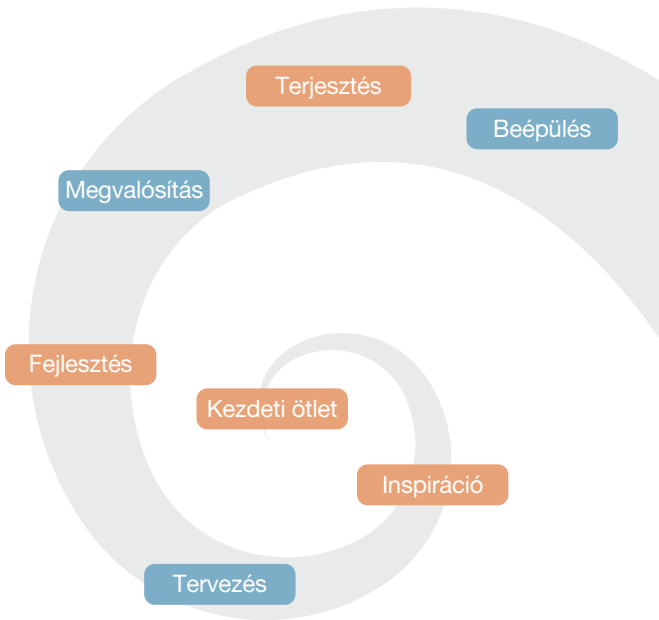 Terjesztés
Beépülés
Megvalósítás
Fejlesztés
Kezdeti ötlet
Inspiráció
Tervezés